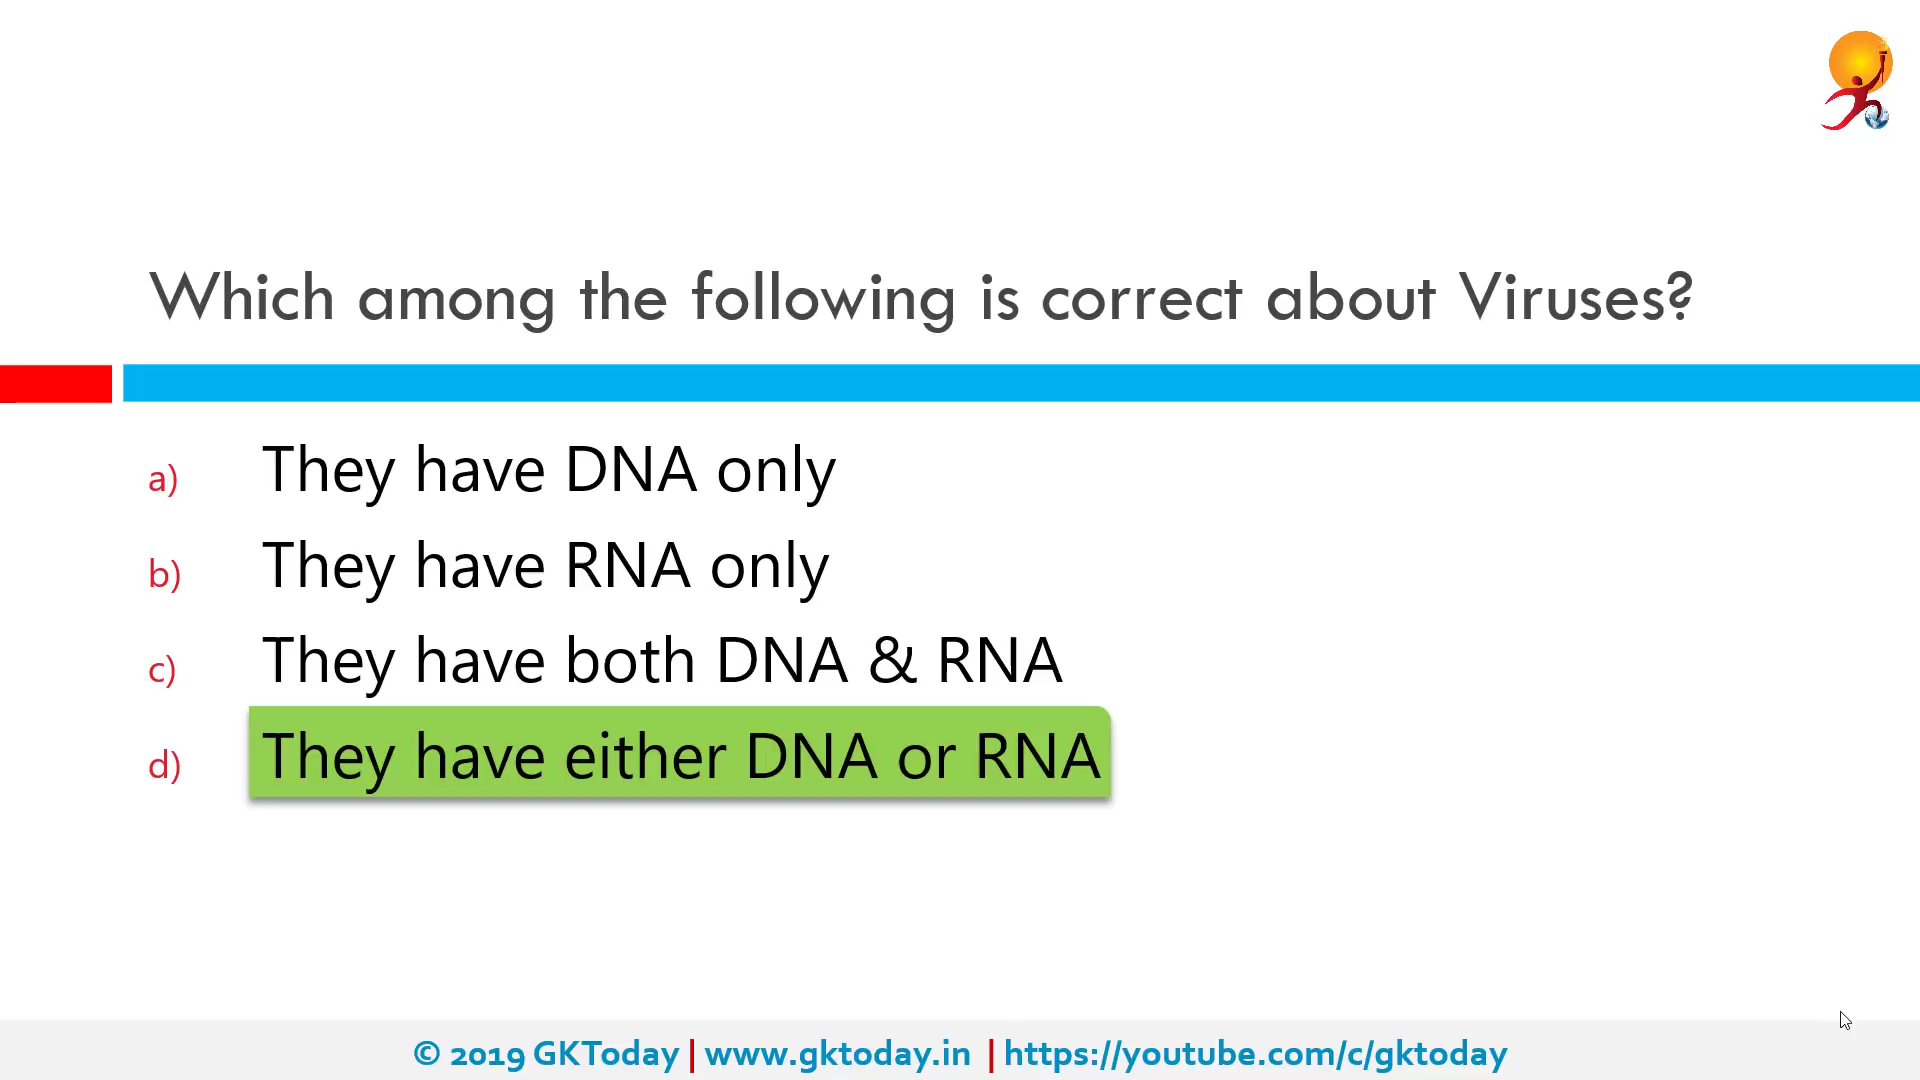 Which among the following is correct about Viruses?
a) They have DNA only
b) They have RNA only
c) They have both DNA & RNA
d) They have either DNA or RNA
© 2019 GKToday | www.gktoday.in | https://youtube.com/c/gktoday